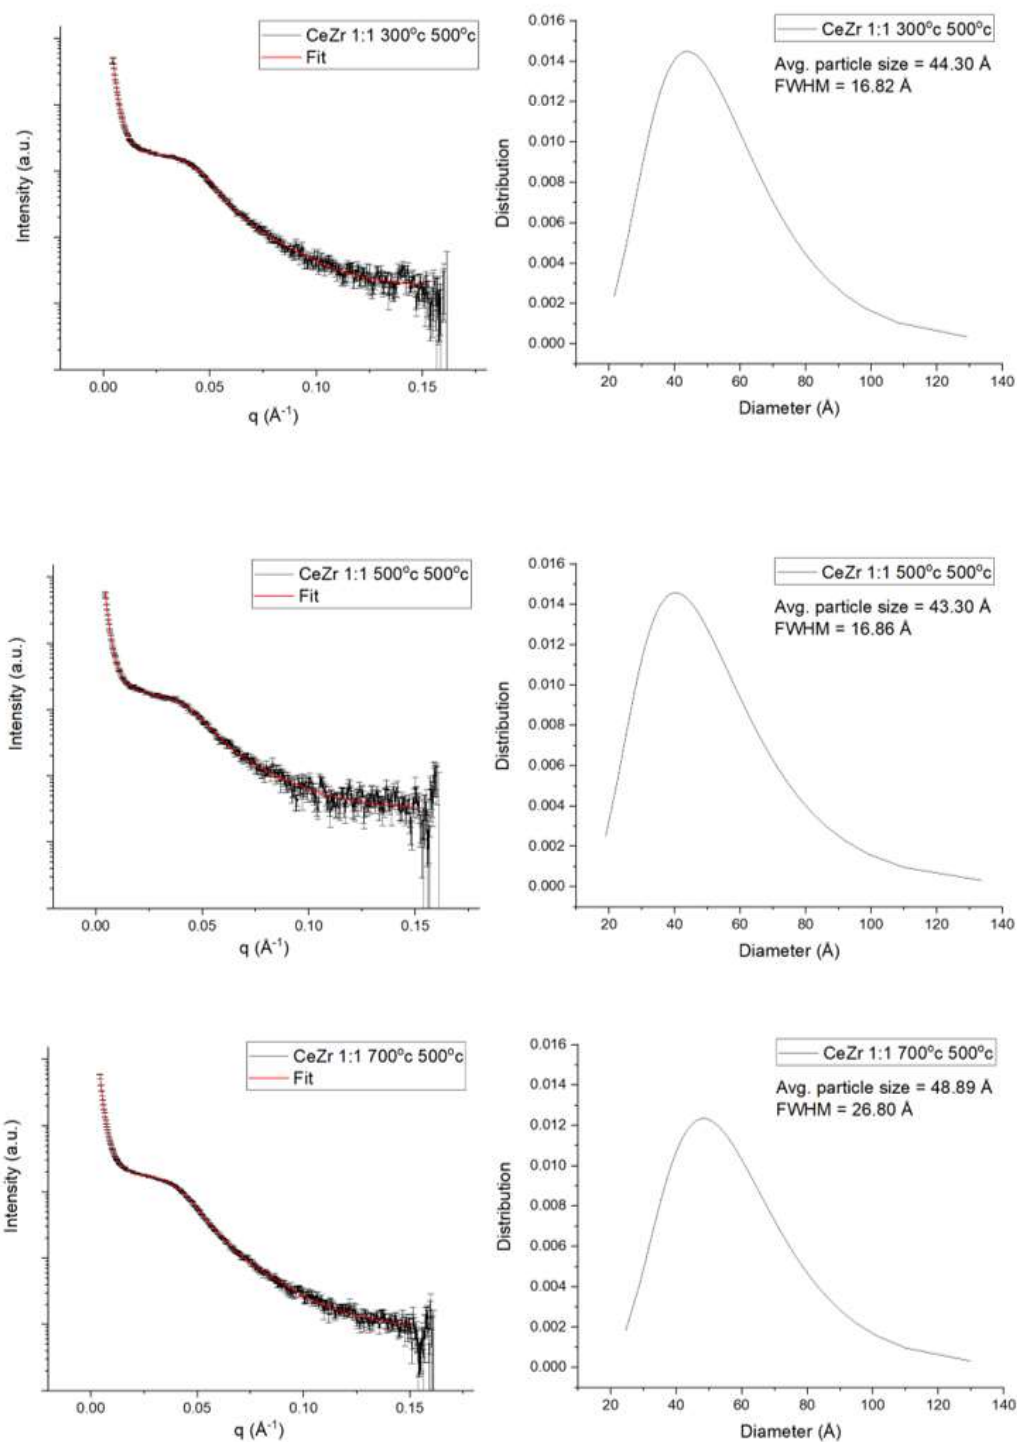 CeZr 1:1 300°c 500°c
Fit
Intensity (a.u.)
0.00 0.05 0.10 0.15
q (Å⁻¹)
CeZr 1:1 300°c 500°c
Avg. particle size = 44.30 Å
FWHM = 16.82 Å
0.016
0.014
0.012
0.010
0.008
0.006
0.004
0.002
0.000
Distribution
20 40 60 80 100 120 140
Diameter (Å)
CeZr 1:1 500°c 500°c
Fit
Intensity (a.u.)
0.00 0.05 0.10 0.15
q (Å⁻¹)
CeZr 1:1 500°c 500°c
Avg. particle size = 43.30 Å
FWHM = 16.86 Å
0.016
0.014
0.012
0.010
0.008
0.006
0.004
0.002
0.000
Distribution
20 40 60 80 100 120 140
Diameter (Å)
CeZr 1:1 700°c 500°c
Fit
Intensity (a.u.)
0.00 0.05 0.10 0.15
q (Å⁻¹)
CeZr 1:1 700°c 500°c
Avg. particle size = 48.89 Å
FWHM = 26.80 Å
0.016
0.014
0.012
0.010
0.008
0.006
0.004
0.002
0.000
Distribution
20 40 60 80 100 120 140
Diameter (Å)